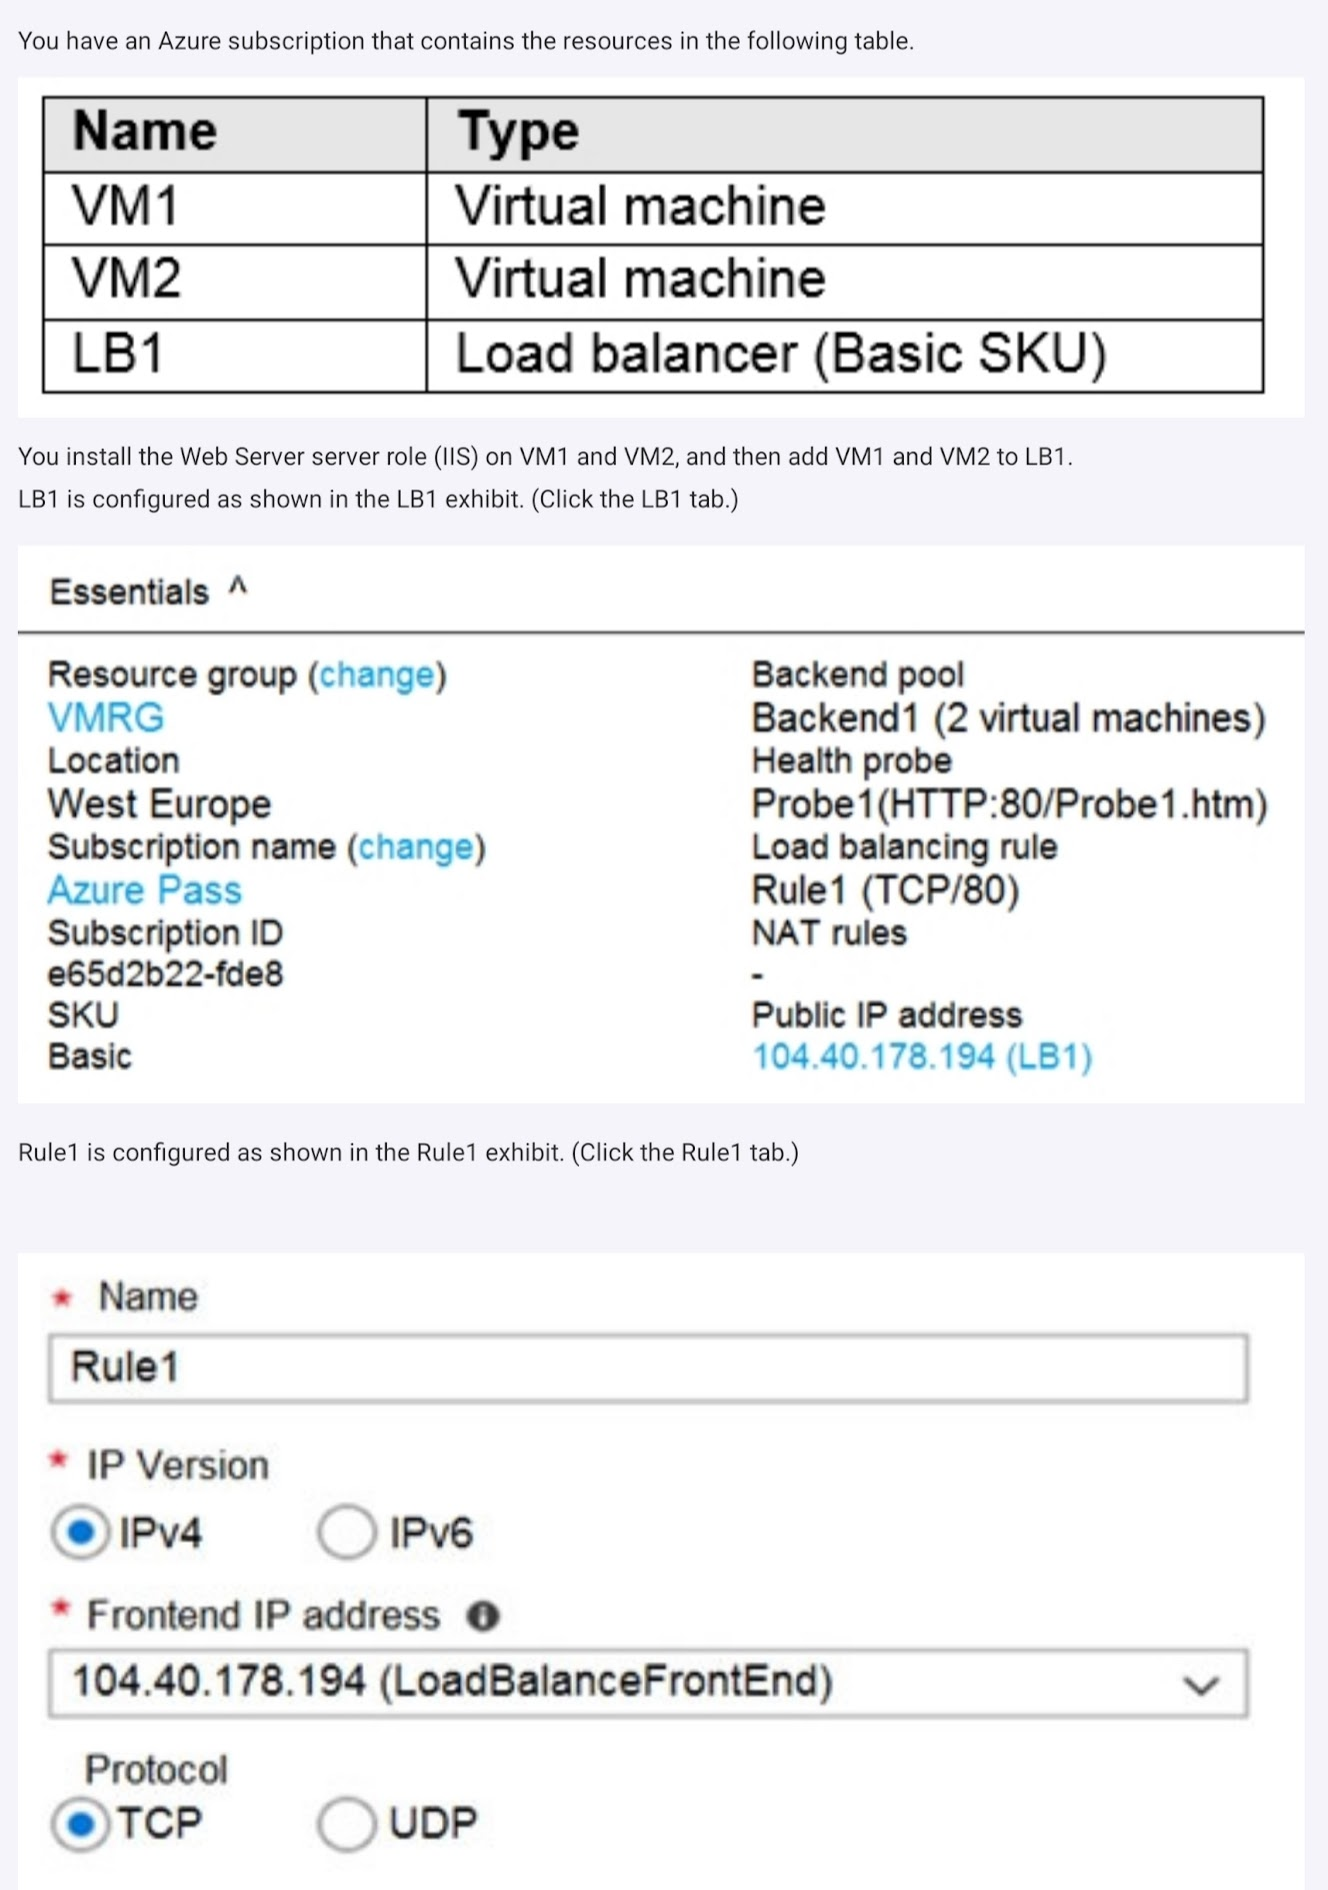 You have an Azure subscription that contains the resources in the following table.
Name Type
VM1 Virtual machine
VM2 Virtual machine
LB1 Load balancer (Basic SKU)
You install the Web Server server role (IIS) on VM1 and VM2, and then add VM1 and VM2 to LB1.
LB1 is configured as shown in the LB1 exhibit. (Click the LB1 tab.)
Essentials ^
Resource group (change) Backend pool
VMRG Backend1 (2 virtual machines)
Location Health probe
West Europe Probe1(HTTP:80/Probe1.htm)
Subscription name (change) Load balancing rule
Azure Pass Rule1 (TCP/80)
Subscription ID NAT rules
e65d2b22-fde8 -
SKU Public IP address
Basic 104.40.178.194 (LB1)
Rule1 is configured as shown in the Rule1 exhibit. (Click the Rule1 tab.)
* Name
Rule1
* IP Version
IPv4 IPv6
* Frontend IP address
104.40.178.194 (LoadBalanceFrontEnd)
Protocol
TCP UDP